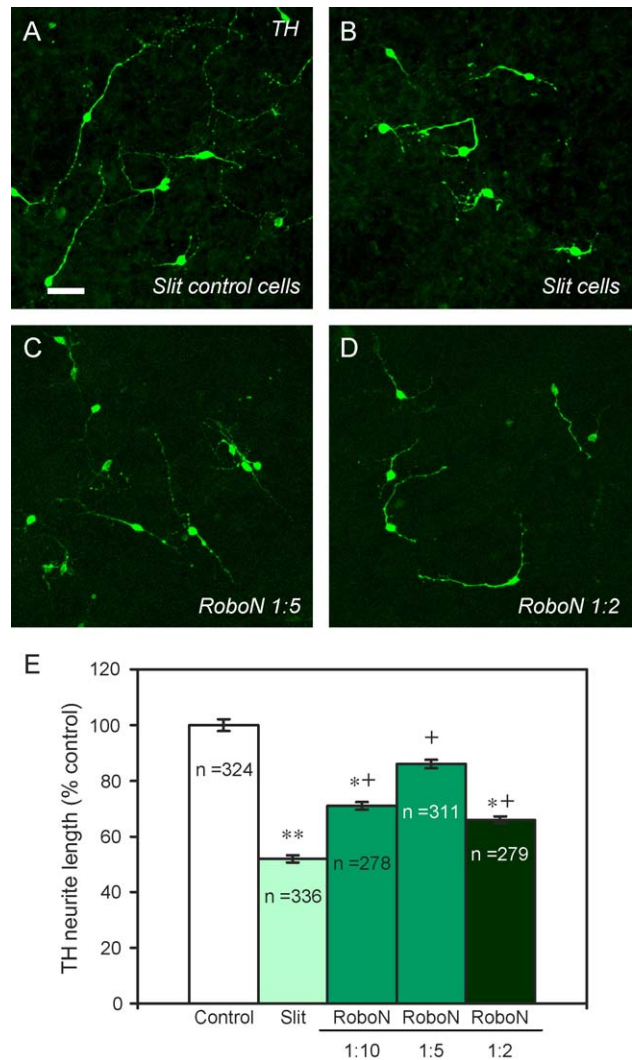 A
TH
B
Slit control cells
Slit cells
C
D
RoboN 1:5
RoboN 1:2
E
120
100
80
60
40
20
0
TH neurite length (% control)
n =324
**
n =336
*+
n =278
+
n =311
*+
n =279
Control Slit RoboN RoboN RoboN
1:10 1:5 1:2